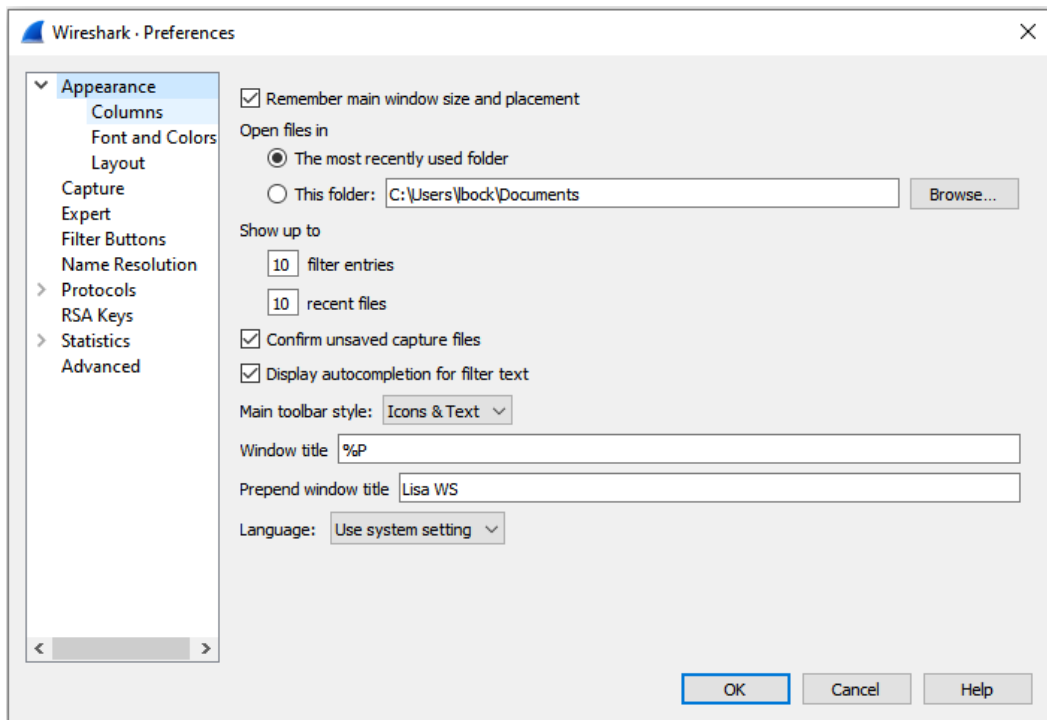 Wireshark · Preferences
Appearance
Columns
Font and Colors
Layout
Capture
Expert
Filter Buttons
Name Resolution
Protocols
RSA Keys
Statistics
Advanced
Remember main window size and placement
Open files in
The most recently used folder
This folder: C:\Users\lbock\Documents Browse...
Show up to
10 filter entries
10 recent files
Confirm unsaved capture files
Display autocompletion for filter text
Main toolbar style: Icons & Text
Window title %P
Prepend window title Lisa WS
Language: Use system setting
OK Cancel Help